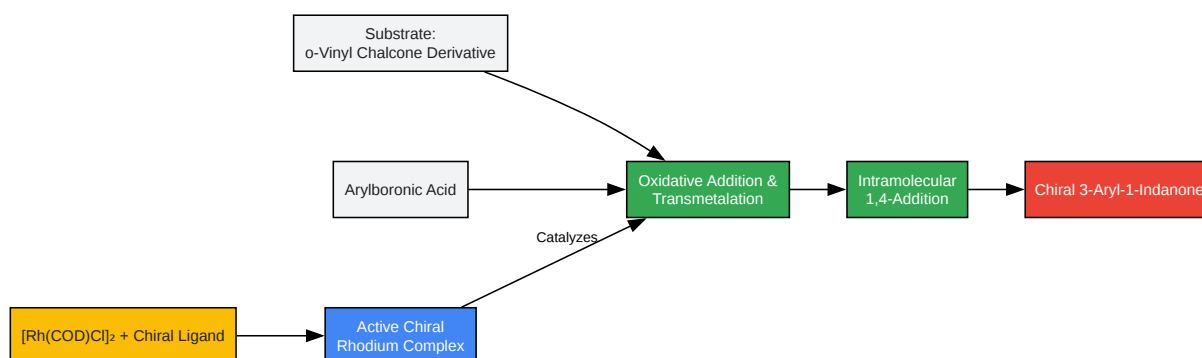 Substrate:
o-Vinyl Chalcone Derivative
Arylboronic Acid
Oxidative Addition &
Transmetalation
Intramolecular
1,4-Addition
Chiral 3-Aryl-1-Indanone
Catalyzes
[Rh(COD)Cl]₂ + Chiral Ligand
Active Chiral
Rhodium Complex